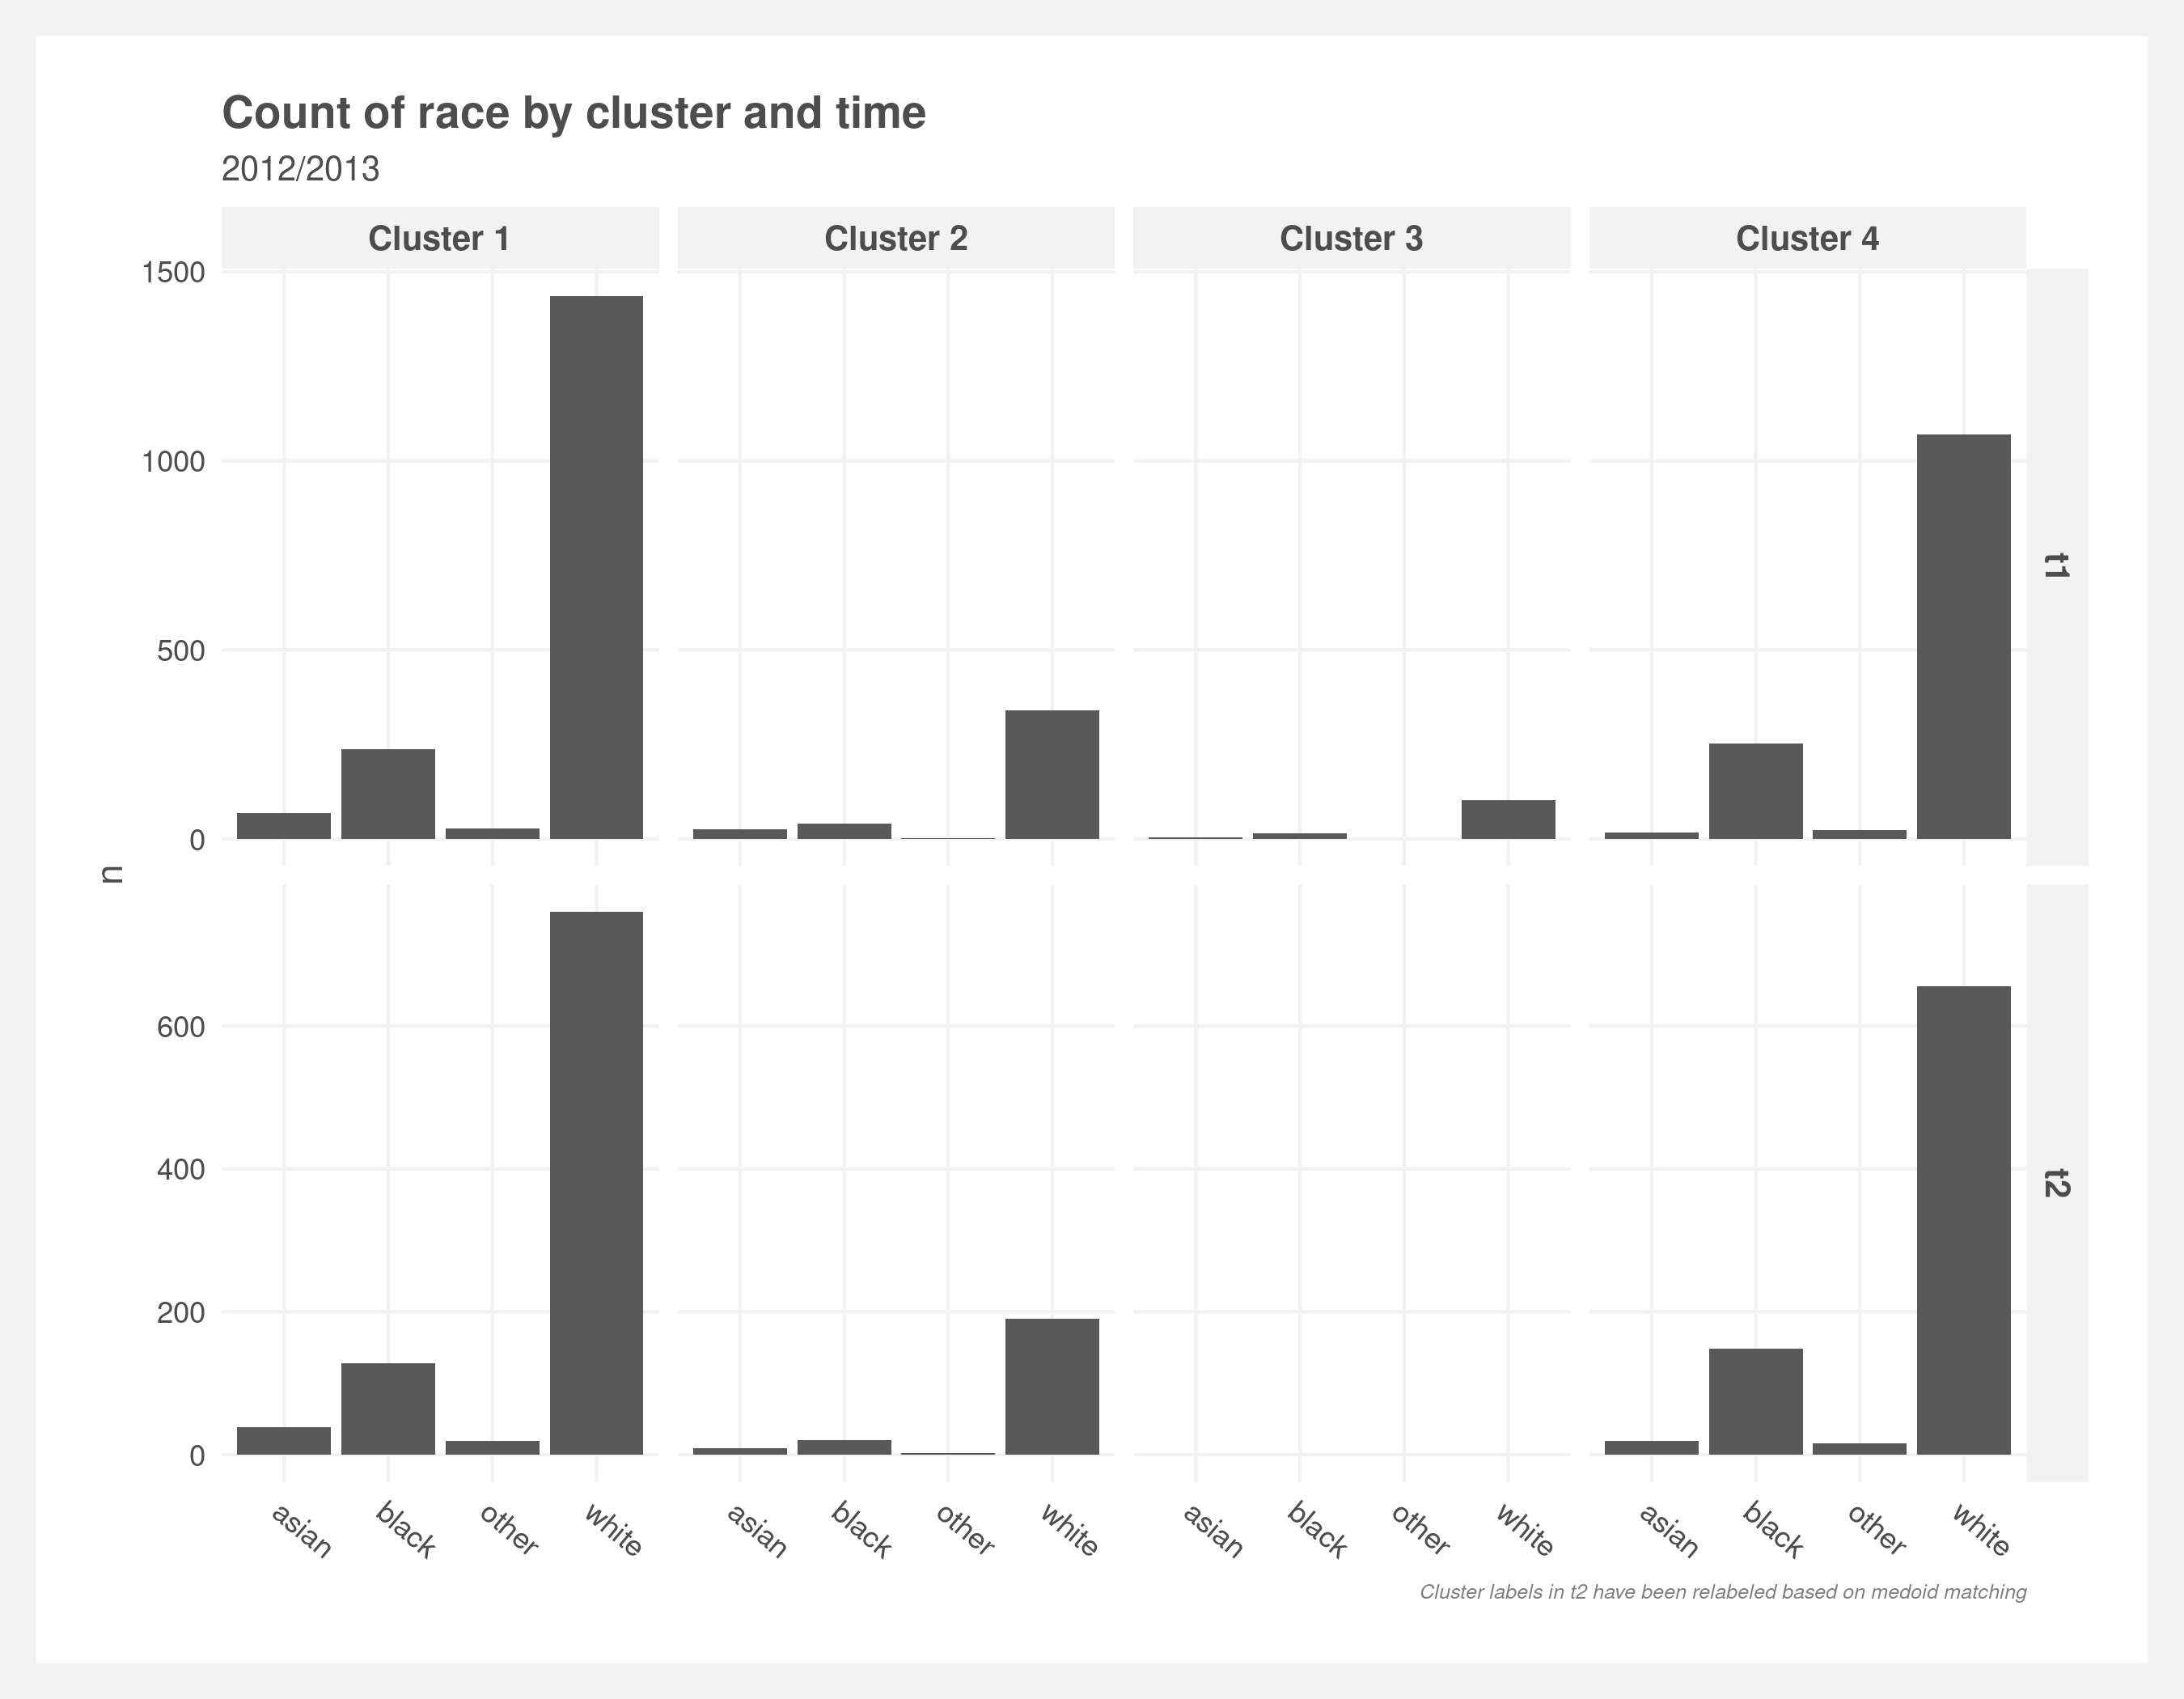 Count of race by cluster and time
2012/2013
Cluster 1 Cluster 2 Cluster 3 Cluster 4
1500
1000
500
0
t1
n
600
400
200
0
t2
asian black other white asian black other white asian black other white asian black other white
Cluster labels in t2 have been relabeled based on medoid matching